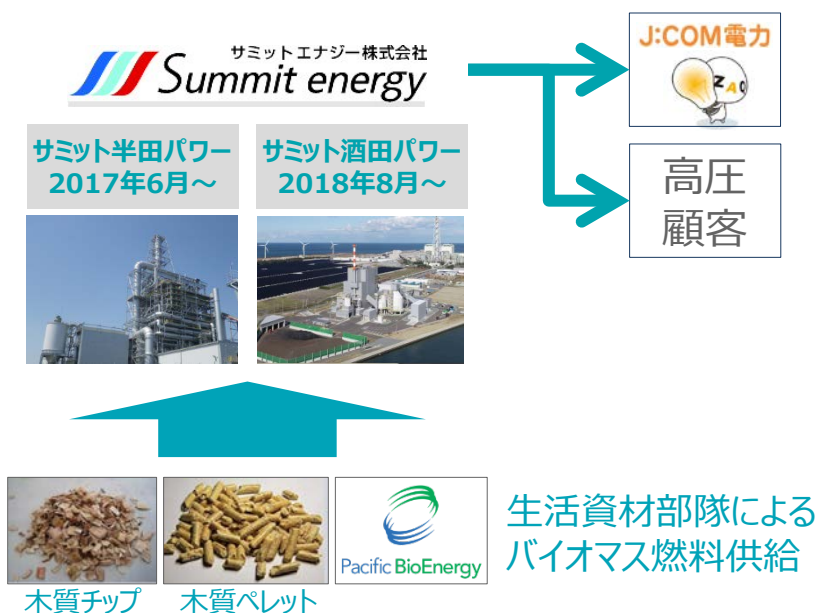 サミットエナジー株式会社
Summit energy
J:COM電力
ZAQ
サミット半田パワー
2017年6月～
サミット酒田パワー
2018年8月～
高圧
顧客
Pacific BioEnergy
木質チップ
木質ペレット
生活資材部隊による
バイオマス燃料供給